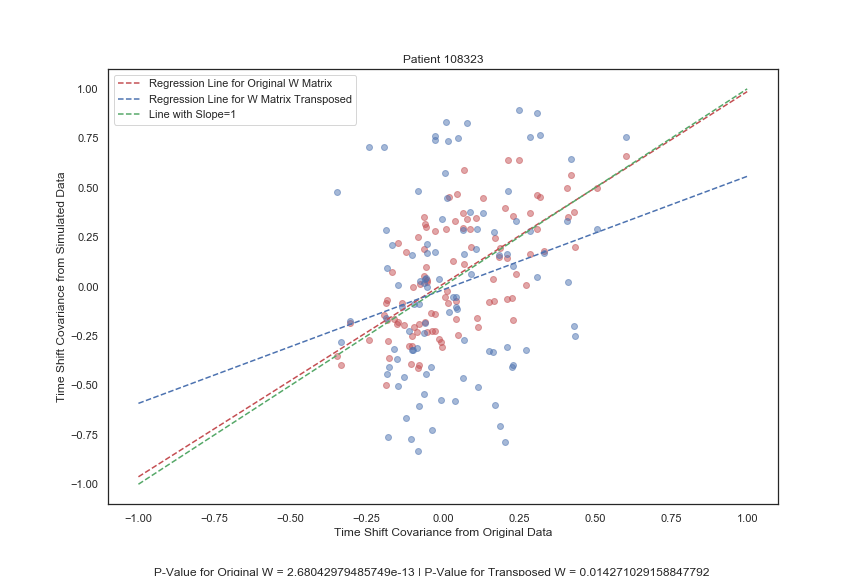 Patient 108323
Regression Line for Original W Matrix
Regression Line for W Matrix Transposed
Line with Slope=1
1.00
0.75
0.50
0.25
0.00
−0.25
−0.50
−0.75
−1.00
Time Shift Covariance from Simulated Data
−1.00 −0.75 −0.50 −0.25 0.00 0.25 0.50 0.75 1.00
Time Shift Covariance from Original Data
P-Value for Original W = 2.68042979485749e-13 | P-Value for Transposed W = 0.014271029158847792